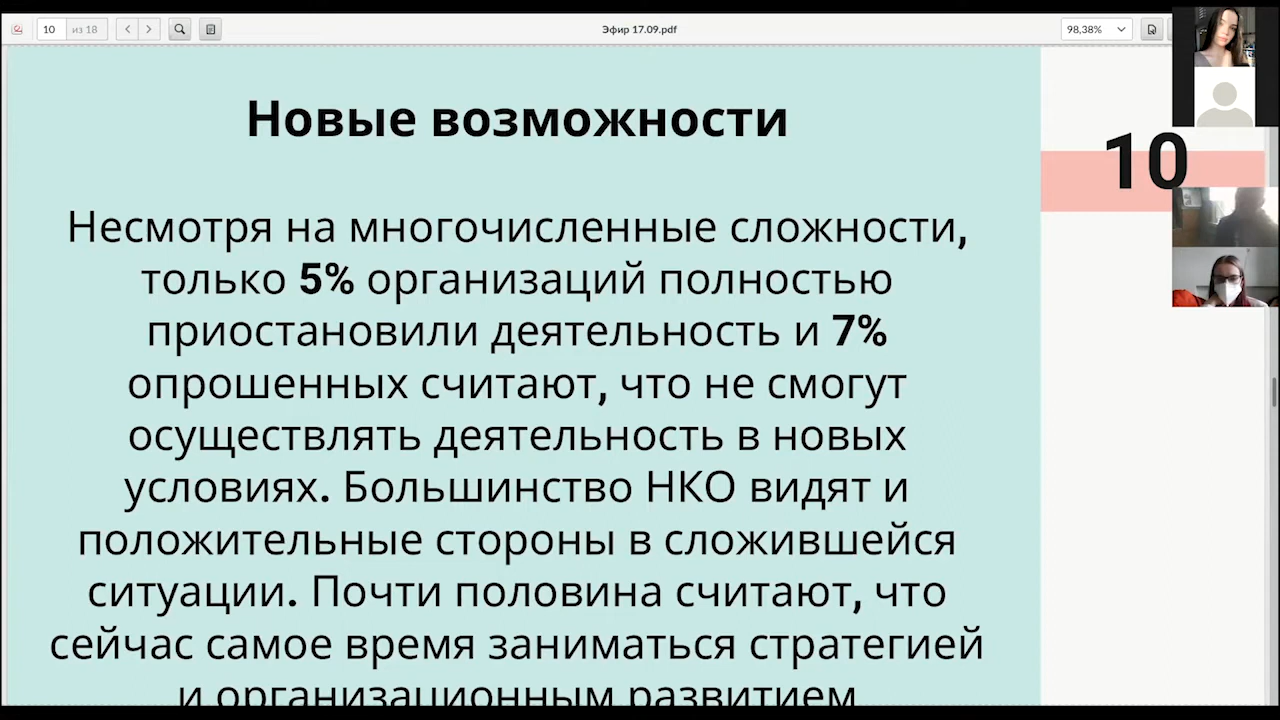 10 из 18
Эфир 17.09.pdf
98,38%
Новые возможности
10
Несмотря на многочисленные сложности,
только 5% организаций полностью
приостановили деятельность и 7%
опрошенных считают, что не смогут
осуществлять деятельность в новых
условиях. Большинство НКО видят и
положительные стороны в сложившейся
ситуации. Почти половина считают, что
сейчас самое время заниматься стратегией
и организационным развитием